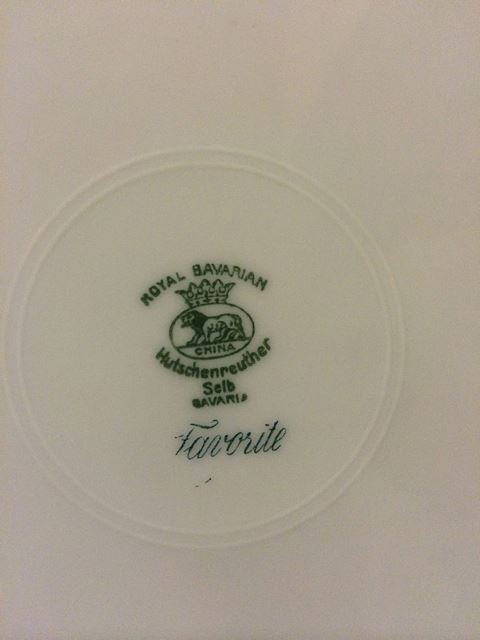 ROYAL BAVARIAN
CHINA
Hutschenreuther
Selb
BAVARIA
Favorite